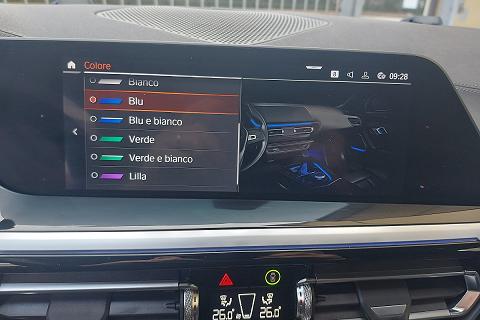 Colore
09:28
Bianco
Blu
Blu e bianco
Verde
Verde e bianco
Lilla
26.0
26.0